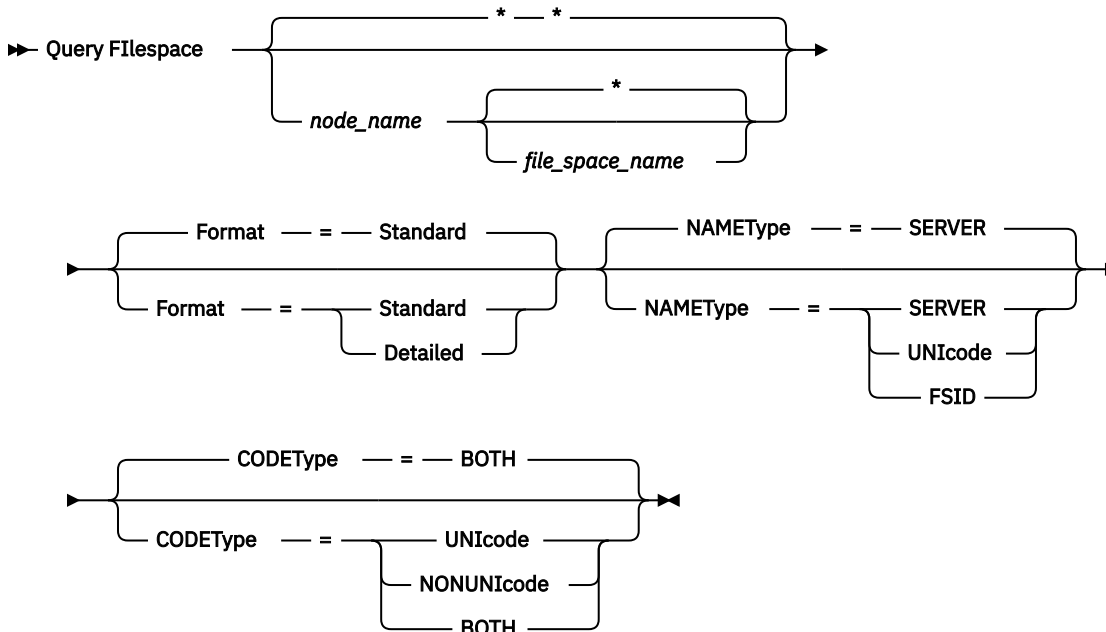 * *
Query FIlespace
*
node_name
file_space_name
Format = Standard
NAMEType = SERVER
Format = Standard
NAMEType = SERVER
Detailed
UNIcode
FSID
CODEType = BOTH
CODEType = UNIcode
NONUNIcode
BOTH